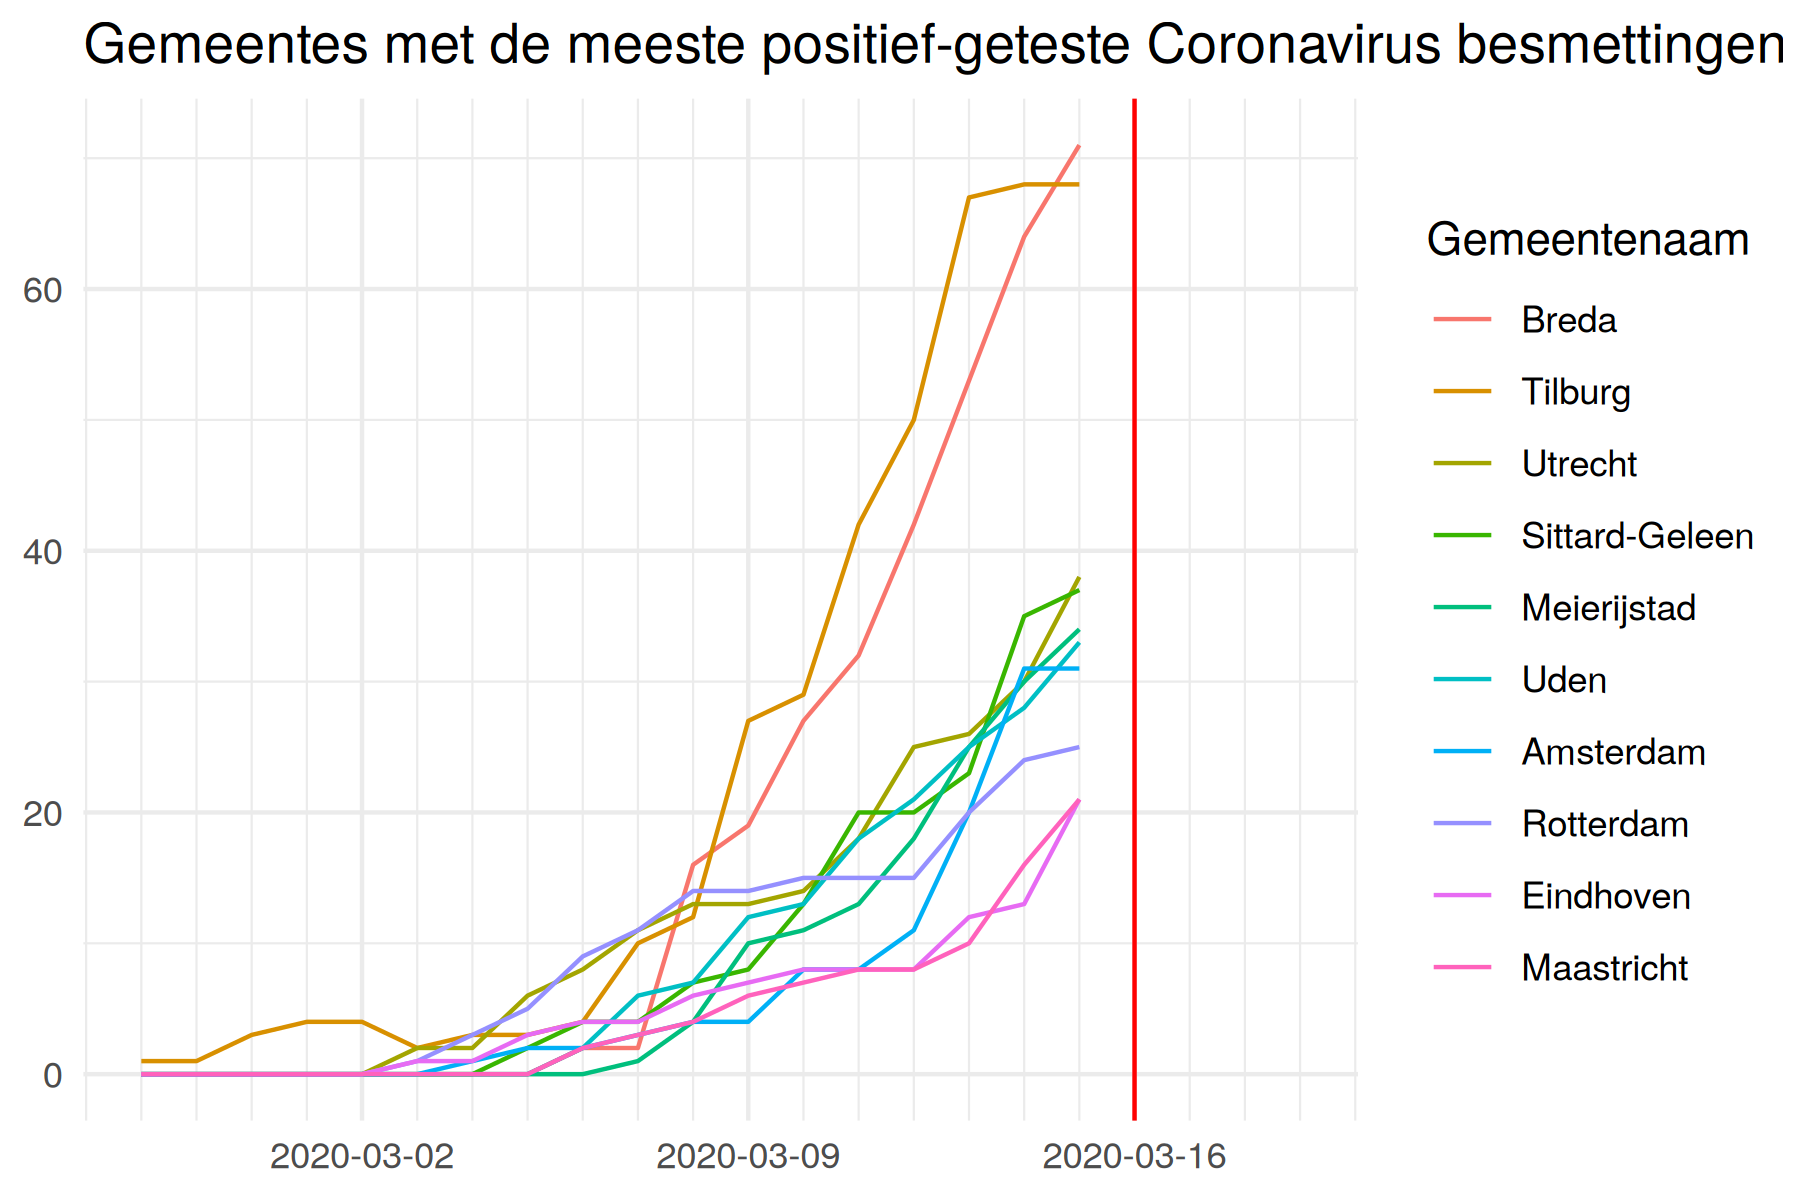 Gemeentes met de meeste positief-geteste Coronavirus besmettingen
60
40
20
0
2020-03-02
2020-03-09
2020-03-16
Gemeentenaam
Breda
Tilburg
Utrecht
Sittard-Geleen
Meierijstad
Uden
Amsterdam
Rotterdam
Eindhoven
Maastricht